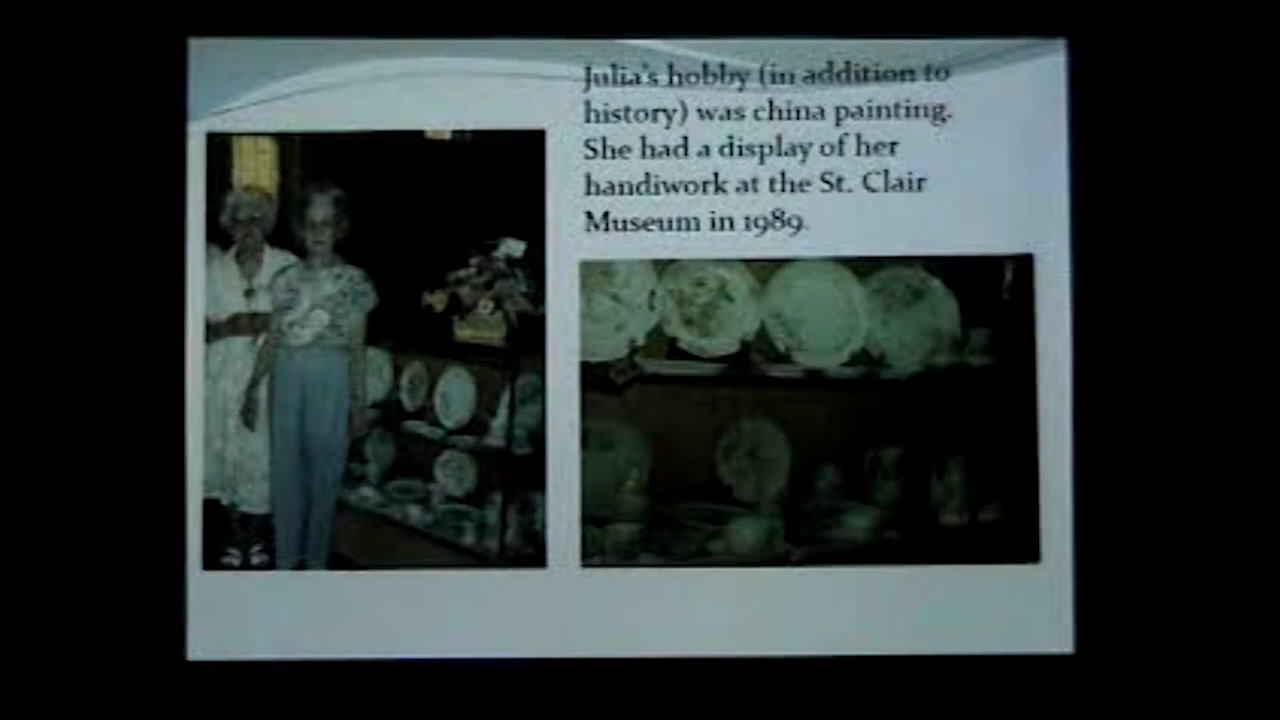 Julia's hobby (in addition to
history) was china painting.
She had a display of her
handiwork at the St. Clair
Museum in 1989.